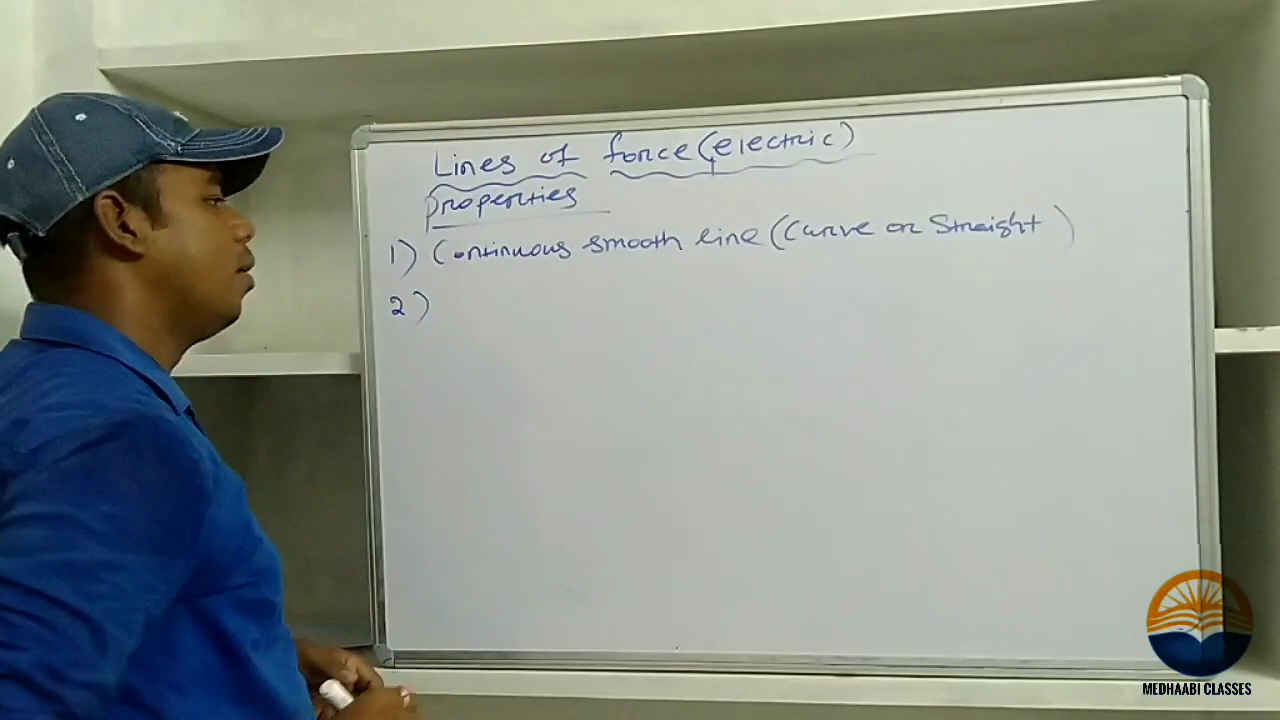 Lines of force (electric)
properties
1) Continuous smooth line (Curve or Straight)
2)
MEDHAABI CLASSES